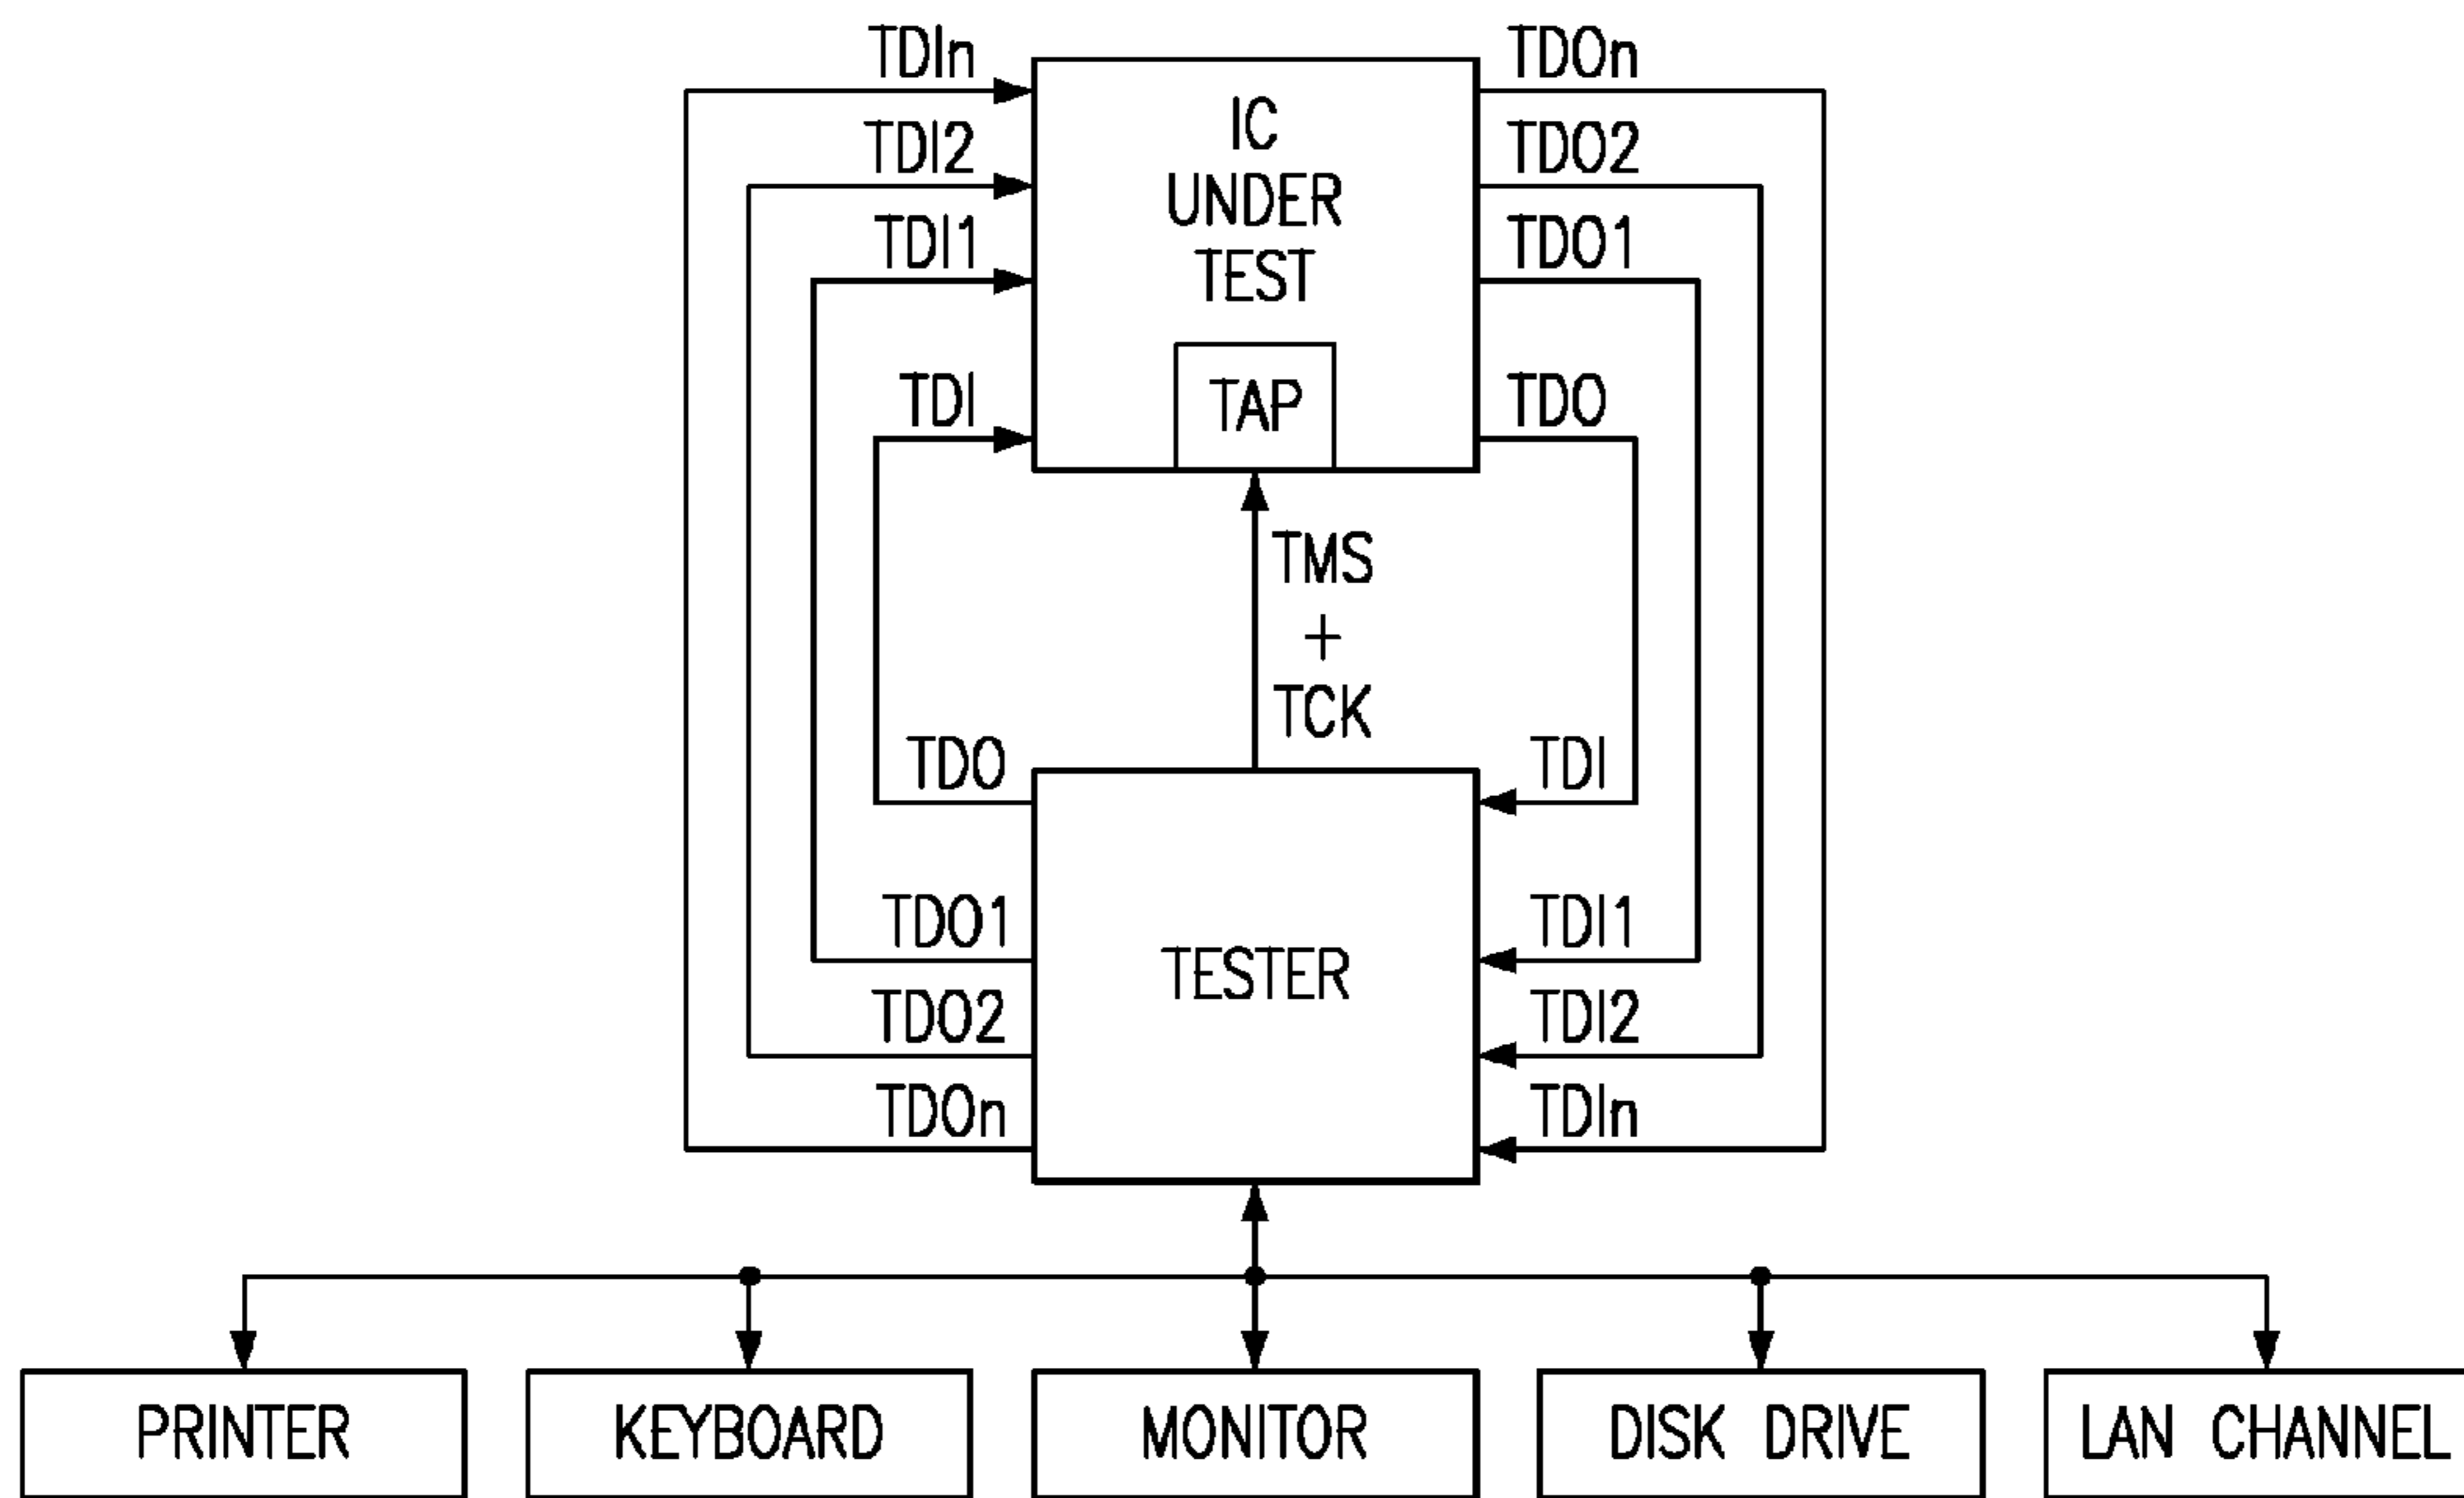 TDIn
TDOn
IC
UNDER
TEST
TDI2
TDO2
TDI1
TDO1
TDI
TAP
TDO
TMS
+
TCK
TDO
TDI
TDO1
TDI1
TESTER
TDO2
TDI2
TDOn
TDIn
PRINTER
KEYBOARD
MONITOR
DISK DRIVE
LAN CHANNEL